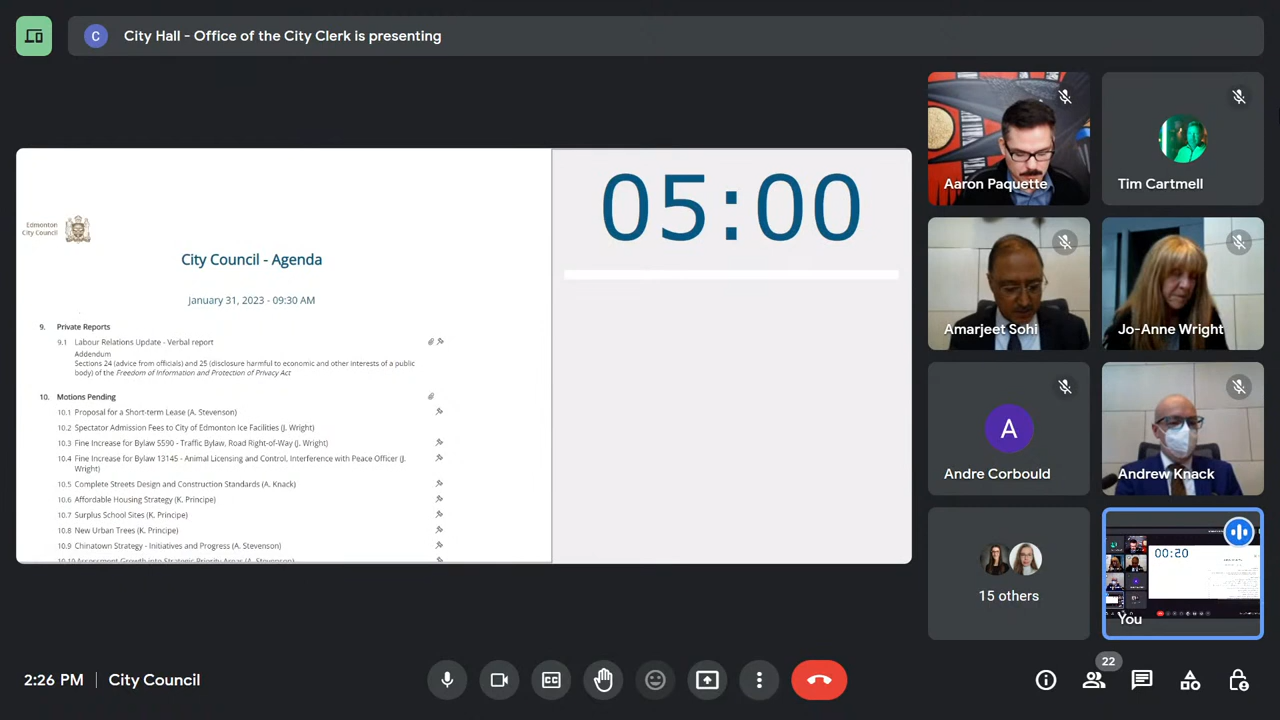 C
City Hall - Office of the City Clerk is presenting
Edmonton
City Council
City Council - Agenda
January 31, 2023 - 09:30 AM
9. Private Reports
9.1 Labour Relations Update - Verbal report
Addendum
Sections 24 (advice from officials) and 25 (disclosure harmful to economic and other interests of a public
body) of the Freedom of Information and Protection of Privacy Act
10. Motions Pending
10.1 Proposal for a Short-term Lease (A. Stevenson)
10.2 Spectator Admission Fees to City of Edmonton Ice Facilities (J. Wright)
10.3 Fine Increase for Bylaw 5590 - Traffic Bylaw, Road Right-of-Way (J. Wright)
10.4 Fine Increase for Bylaw 13145 - Animal Licensing and Control, Interference with Peace Officer (J.
Wright)
10.5 Complete Streets Design and Construction Standards (A. Knack)
10.6 Affordable Housing Strategy (K. Principe)
10.7 Surplus School Sites (K. Principe)
10.8 New Urban Trees (K. Principe)
10.9 Chinatown Strategy - Initiatives and Progress (A. Stevenson)
10.10 Assessment Growth into Strategic Priority Areas (A. Stevenson)
05:00
Aaron Paquette
Tim Cartmell
Amarjeet Sohi
Jo-Anne Wright
A
Andre Corbould
Andrew Knack
15 others
00:20
You
2:26 PM | City Council
22